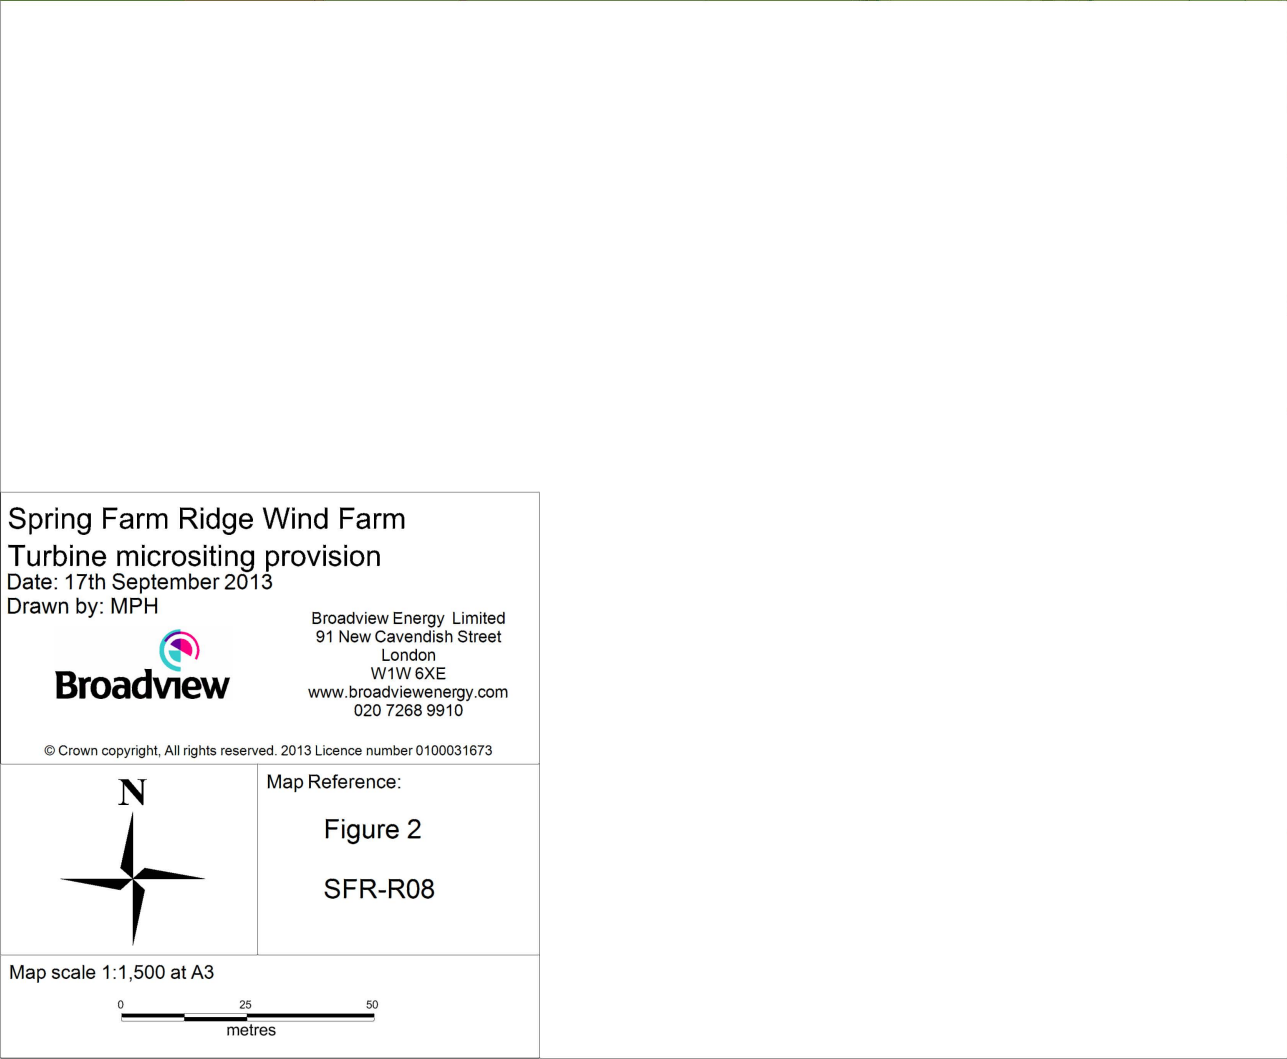 Spring Farm Ridge Wind Farm
Turbine micrositing provision
Date: 17th September 2013
Drawn by: MPH
Broadview
Broadview Energy Limited
91 New Cavendish Street
London
W1W 6XE
www.broadviewenergy.com
020 7268 9910
© Crown copyright, All rights reserved. 2013 Licence number 0100031673
N
Map Reference:
Figure 2
SFR-R08
Map scale 1:1,500 at A3
0 25 50
metres